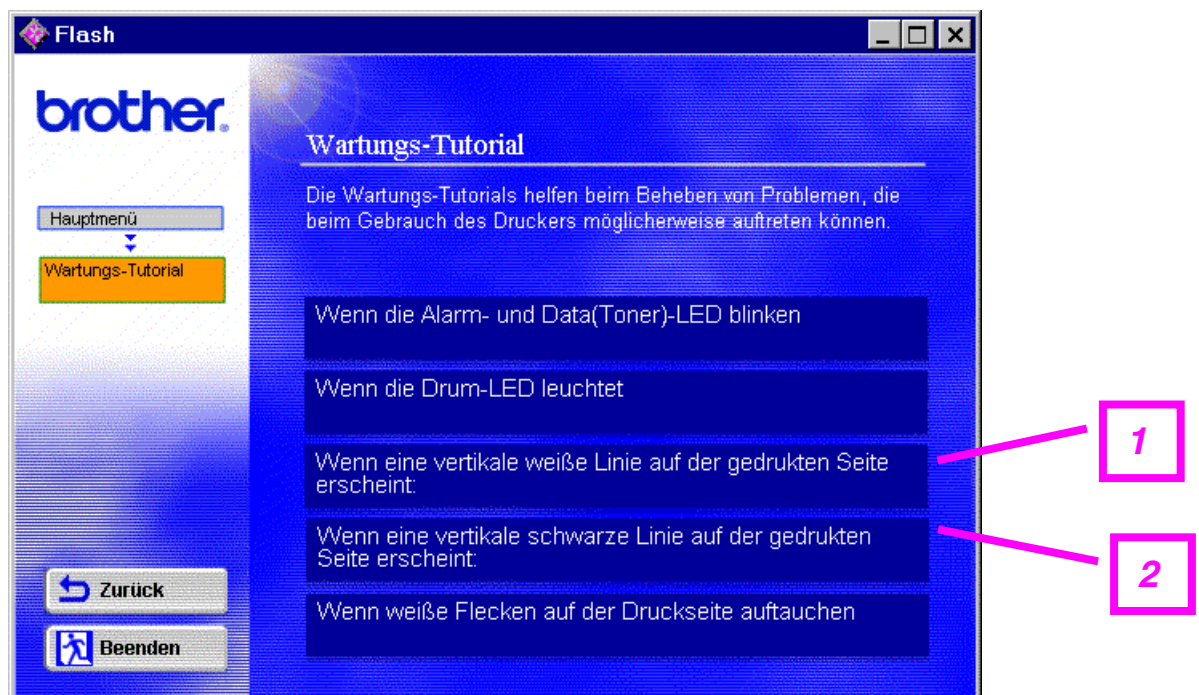 Flash
brother.
Hauptmenü
Wartungs-Tutorial
Zurück
Beenden
Wartungs-Tutorial
Die Wartungs-Tutorials helfen beim Beheben von Problemen, die
beim Gebrauch des Druckers möglicherweise auftreten können.
Wenn die Alarm- und Data(Toner)-LED blinken
Wenn die Drum-LED leuchtet
Wenn eine vertikale weiße Linie auf der gedrukten Seite
erscheint:
Wenn eine vertikale schwarze Linie auf der gedrukten
Seite erscheint:
Wenn weiße Flecken auf der Druckseite auftauchen
1
2